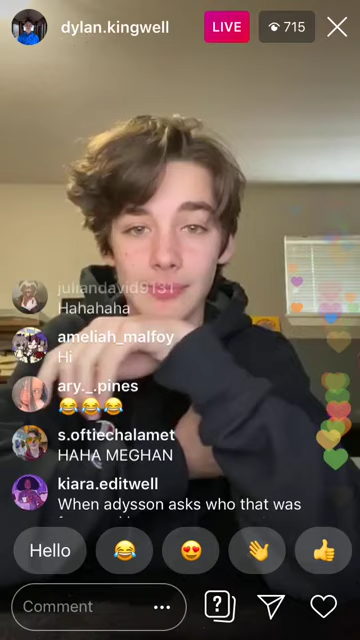 dylan.kingwell
LIVE
715
juliandavid9131
Hahahaha
ameliah_malfoy
Hi
ary._.pines
😂😂😂
s.oftiechalamet
HAHA MEGHAN
kiara.editwell
When adysson asks who that was
Hello 😂 😍 👋 👍
Comment ... ?